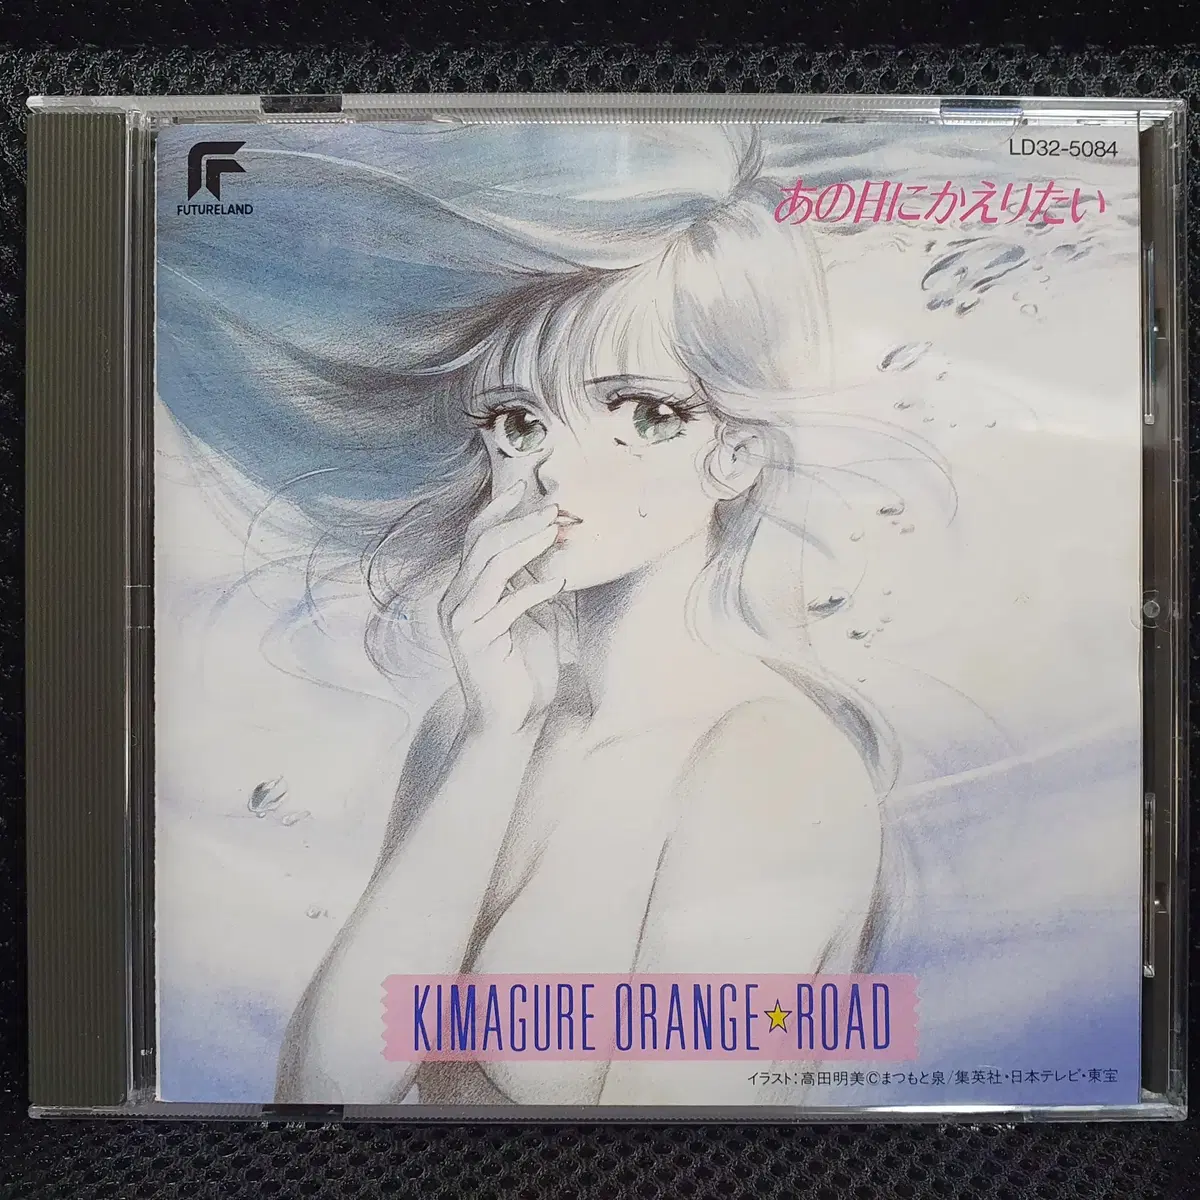 FUTURELAND
LD32-5084
あの日にかえりたい
KIMAGURE ORANGE★ROAD
イラスト:高田明美©まつもと泉/集英社・日本テレビ・東宝